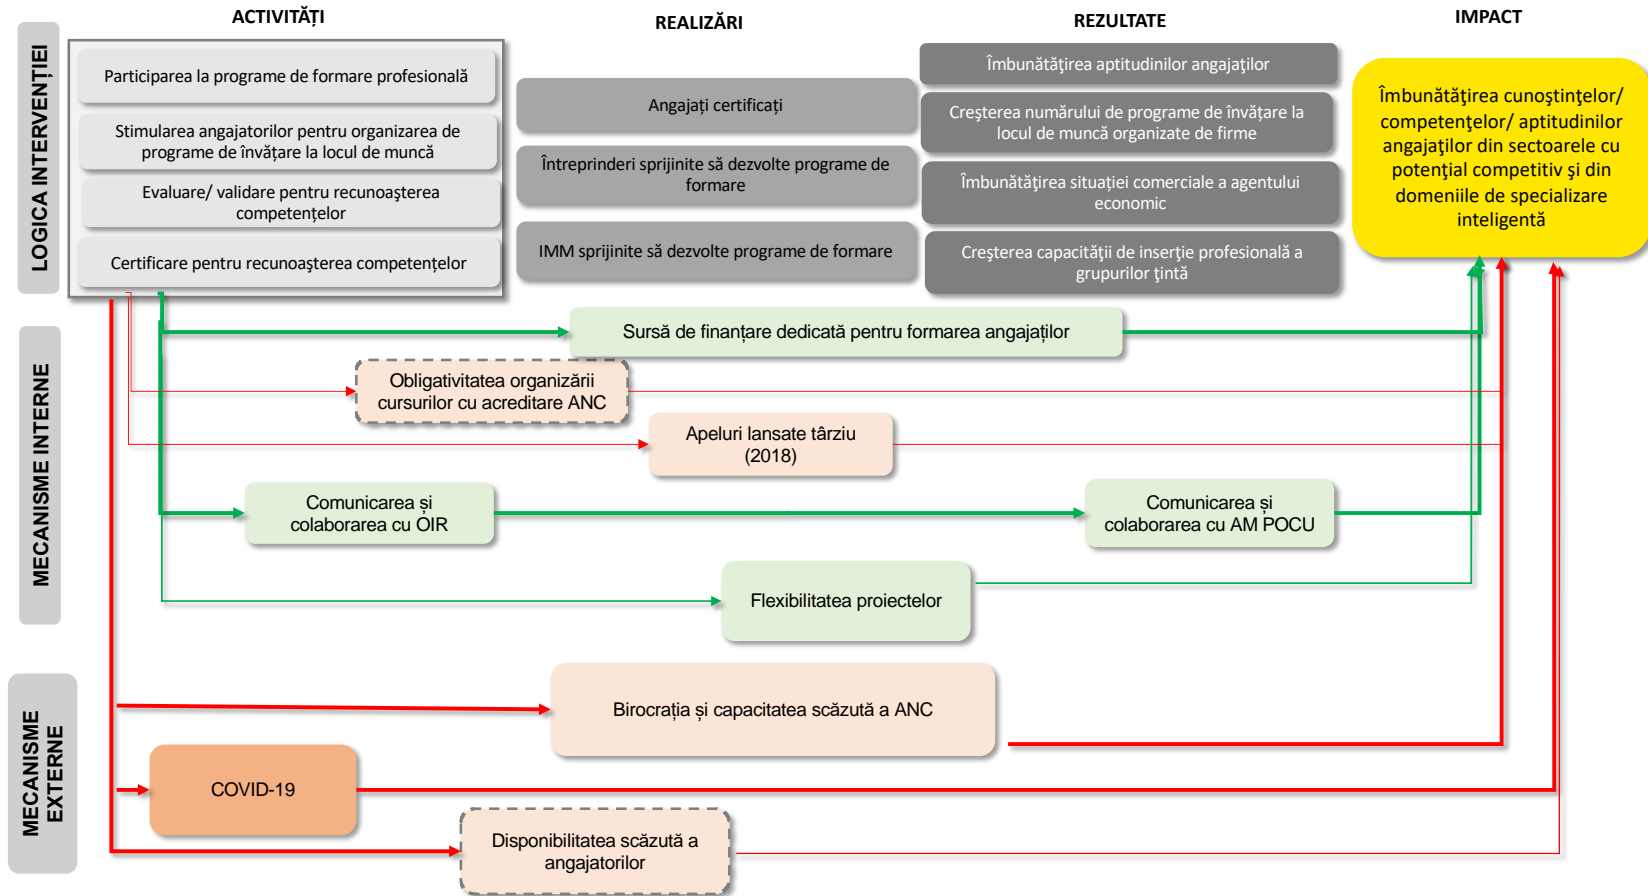 ACTIVITĂȚI
REALIZĂRI
REZULTATE
IMPACT
LOGICA INTERVENȚIEI
Participarea la programe de formare profesională
Stimularea angajatorilor pentru organizarea de
programe de învățare la locul de muncă
Evaluare/ validare pentru recunoaşterea
competențelor
Certificare pentru recunoaşterea competențelor
Angajați certificați
Întreprinderi sprijinite să dezvolte programe de
formare
IMM sprijinite să dezvolte programe de formare
Îmbunătăţirea aptitudinilor angajaţilor
Creşterea numărului de programe de învățare la
locul de muncă organizate de firme
Îmbunătățirea situației comerciale a agentului
economic
Creşterea capacităţii de inserţie profesională a
grupurilor ţintă
Îmbunătăţirea cunoştinţelor/
competenţelor/ aptitudinilor
angajaţilor din sectoarele cu
potenţial competitiv şi din
domeniile de specializare
inteligentă
MECANISME INTERNE
Sursă de finanțare dedicată pentru formarea angajaților
Obligativitatea organizării
cursurilor cu acreditare ANC
Apeluri lansate târziu
(2018)
Comunicarea și
colaborarea cu OIR
Comunicarea și
colaborarea cu AM POCU
Flexibilitatea proiectelor
MECANISME
EXTERNE
Birocrația și capacitatea scăzută a ANC
COVID-19
Disponibilitatea scăzută a
angajatorilor